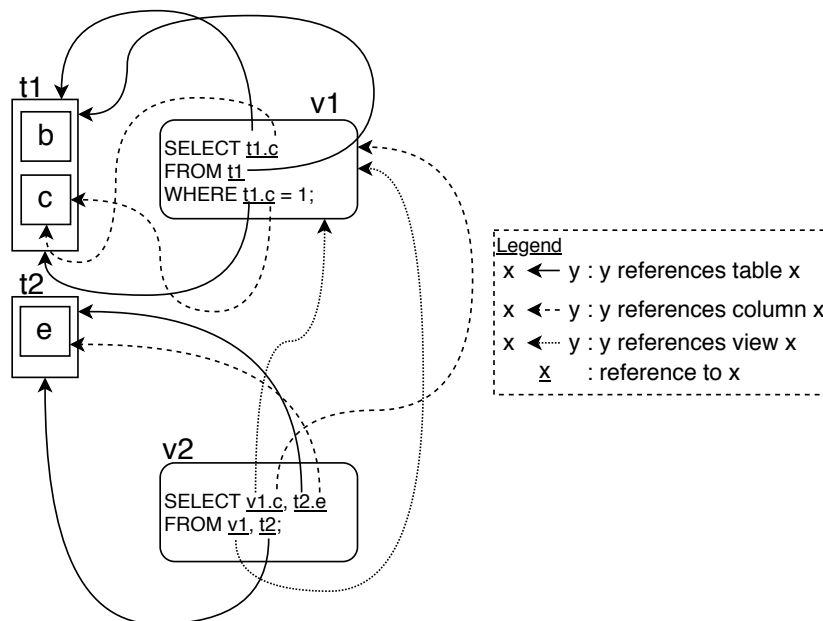 t1
b
c
v1
SELECT t1.c
FROM t1
WHERE t1.c = 1;
t2
e
v2
SELECT v1.c, t2.e
FROM v1, t2;
Legend
x y : y references table x
x y : y references column x
x y : y references view x
x : reference to x